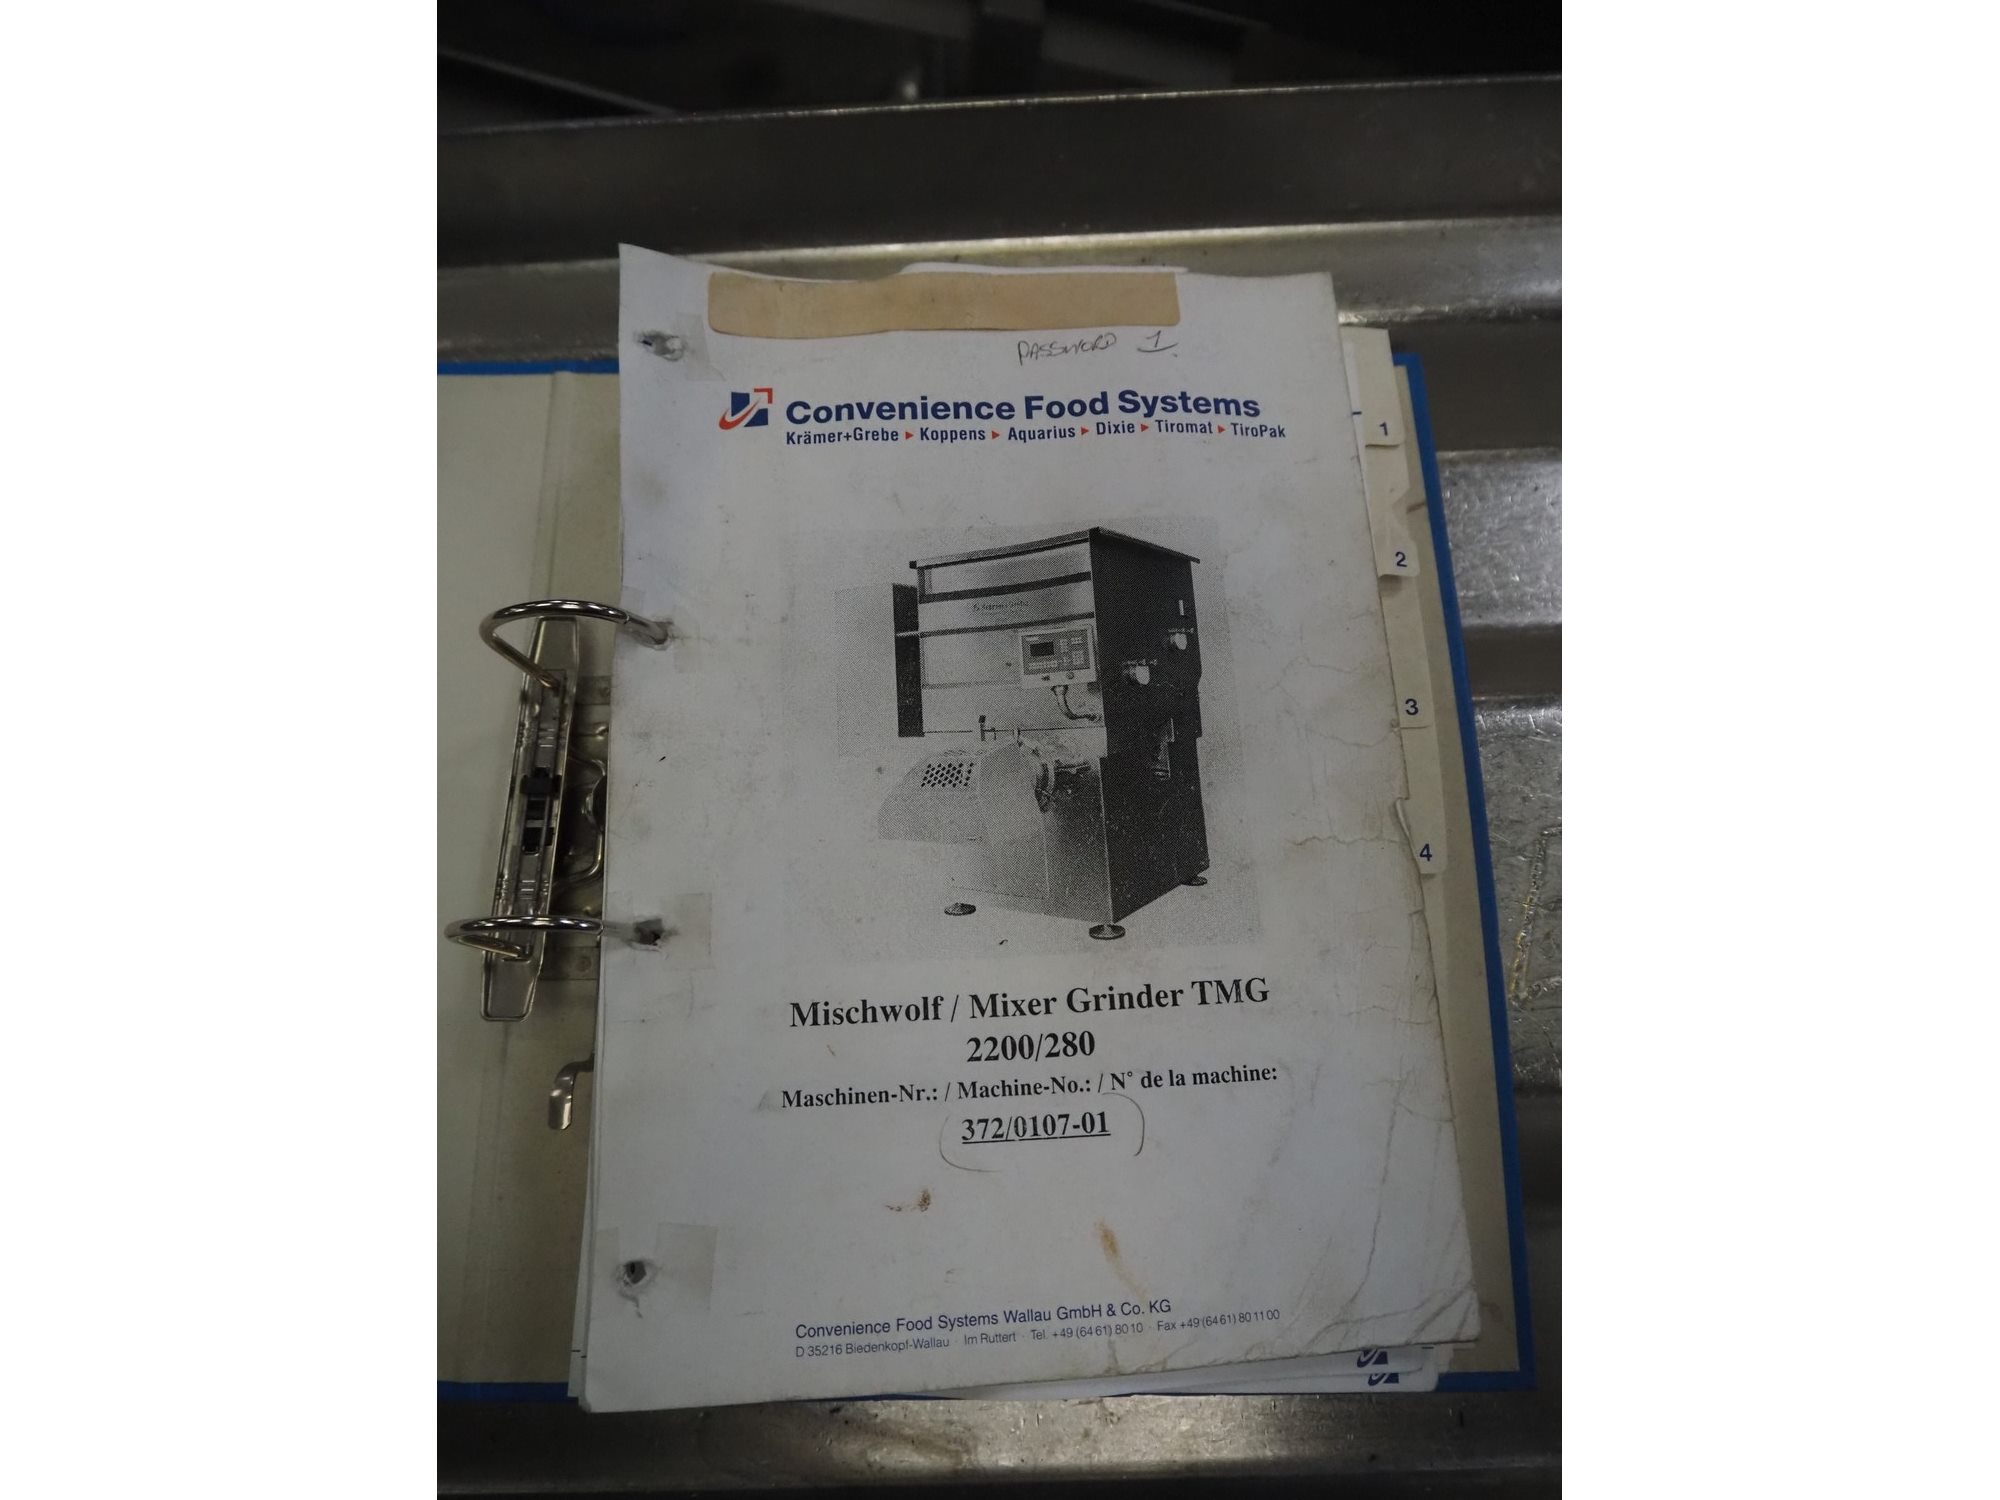 PASSWORD 1.
Convenience Food Systems
Krämer+Grebe ▸ Koppens ▸ Aquarius ▸ Dixie ▸ Tiromat ▸ TiroPak
1
2
3
4
Mischwolf / Mixer Grinder TMG
2200/280
Maschinen-Nr.: / Machine-No.: / N° de la machine:
372/0107-01
Convenience Food Systems Wallau GmbH & Co. KG
D 35216 Biedenkopf-Wallau · Im Ruttert · Tel. +49 (64 61) 80 10 · Fax +49 (64 61) 80 11 00